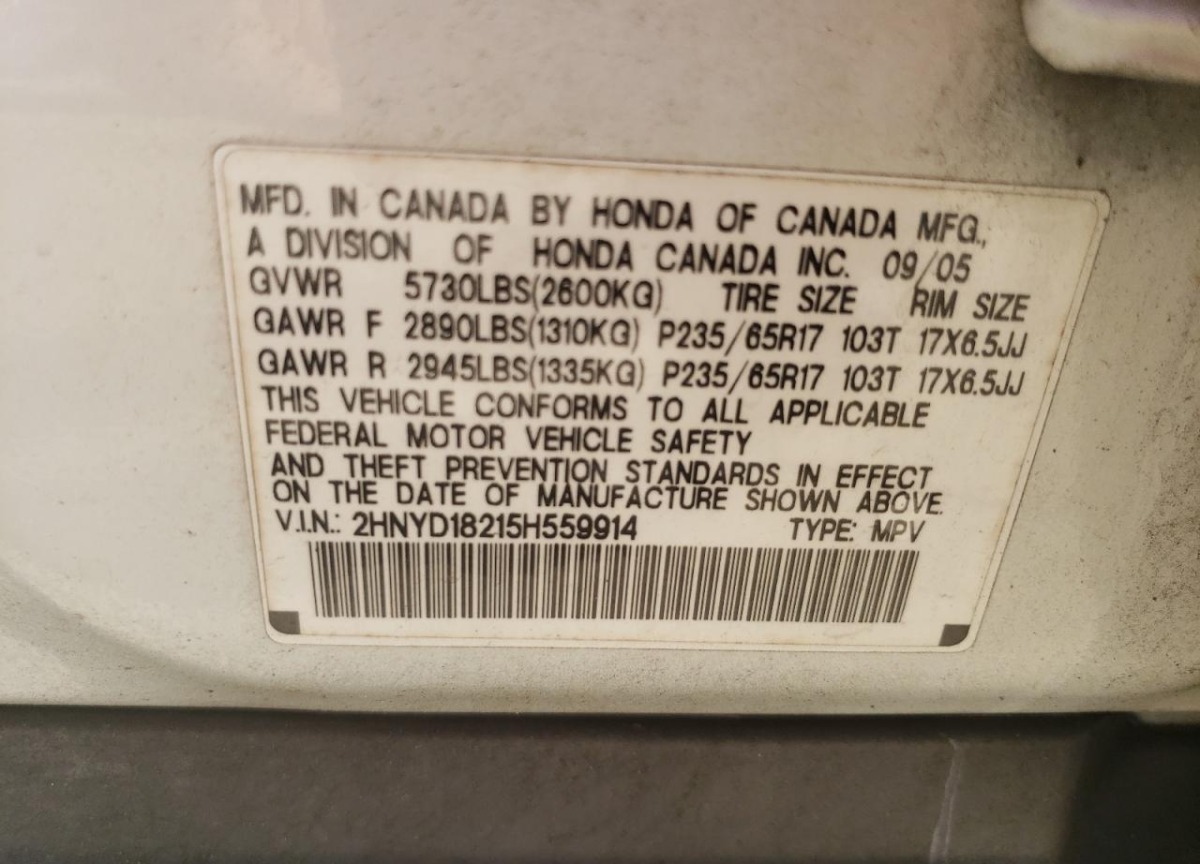 MFD. IN CANADA BY HONDA OF CANADA MFG.,
A DIVISION OF HONDA CANADA INC. 09/05
GVWR 5730LBS(2600KG) TIRE SIZE RIM SIZE
GAWR F 2890LBS(1310KG) P235/65R17 103T 17X6.5JJ
GAWR R 2945LBS(1335KG) P235/65R17 103T 17X6.5JJ
THIS VEHICLE CONFORMS TO ALL APPLICABLE
FEDERAL MOTOR VEHICLE SAFETY
AND THEFT PREVENTION STANDARDS IN EFFECT
ON THE DATE OF MANUFACTURE SHOWN ABOVE.
V.I.N.: 2HNYD18215H559914 TYPE: MPV